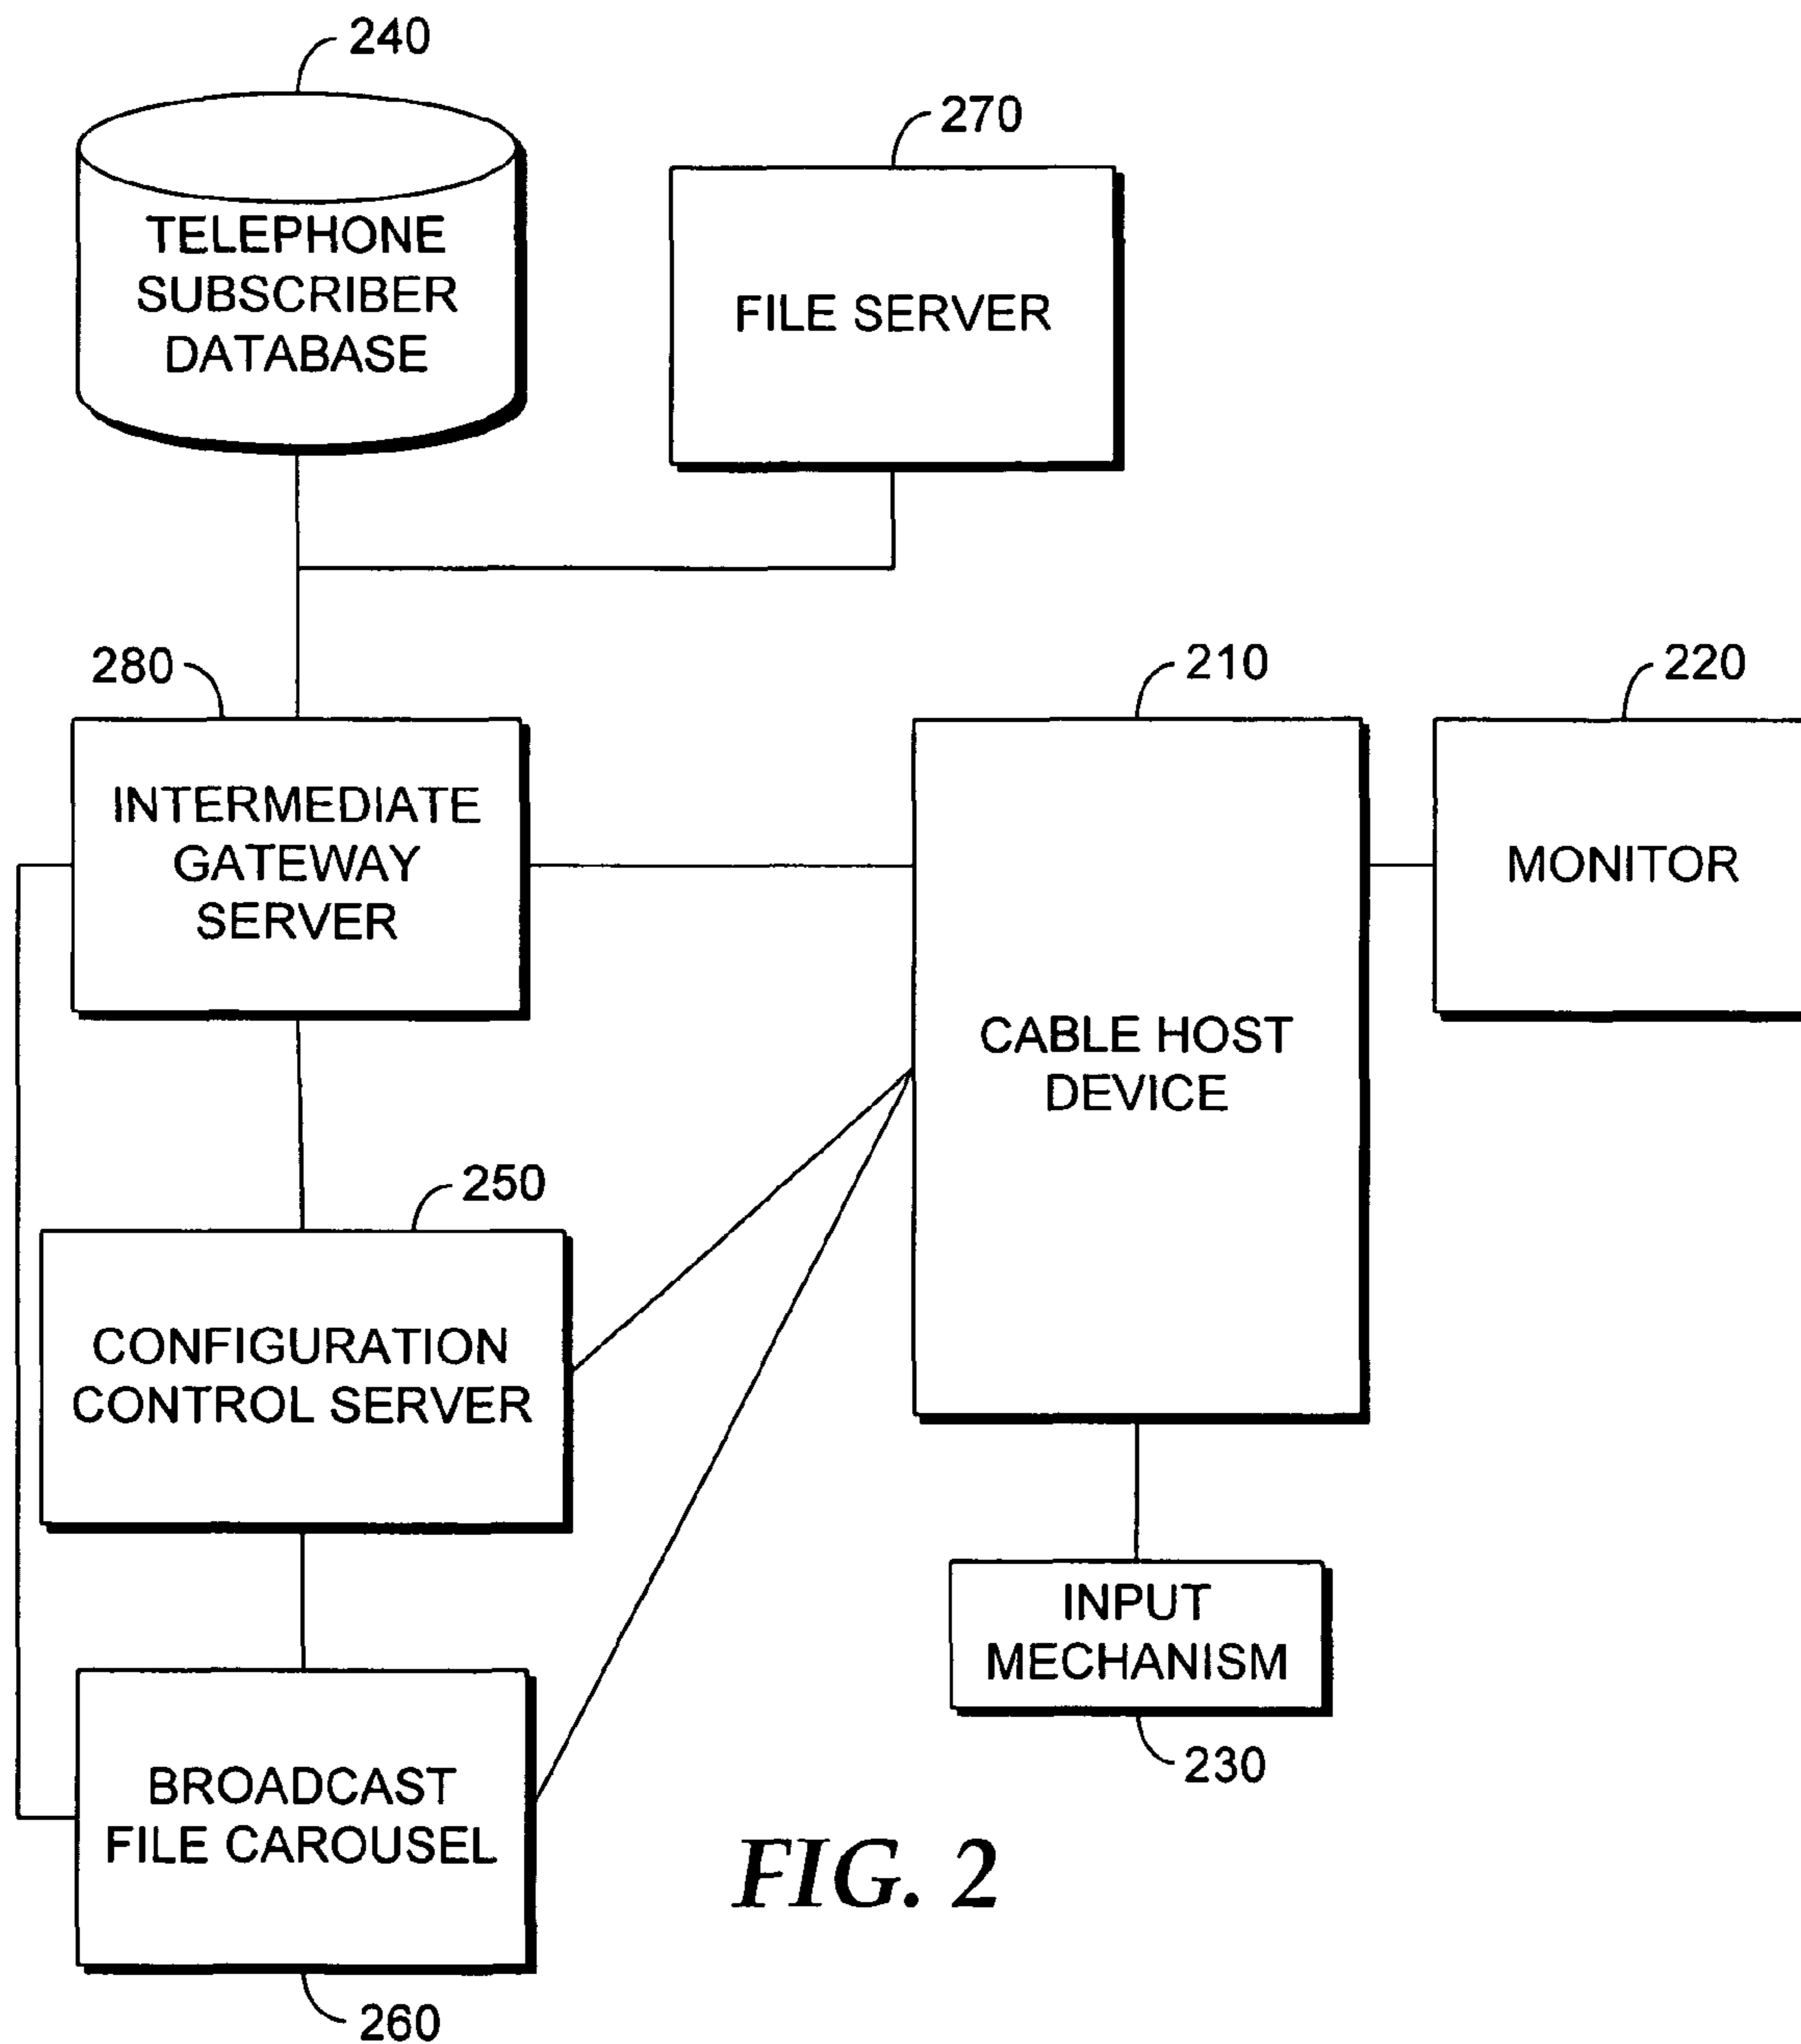 240
270
TELEPHONE
SUBSCRIBER
DATABASE
FILE SERVER
280
210
220
INTERMEDIATE
GATEWAY
SERVER
MONITOR
CABLE HOST
DEVICE
250
CONFIGURATION
CONTROL SERVER
INPUT
MECHANISM
230
BROADCAST
FILE CAROUSEL
FIG. 2
260